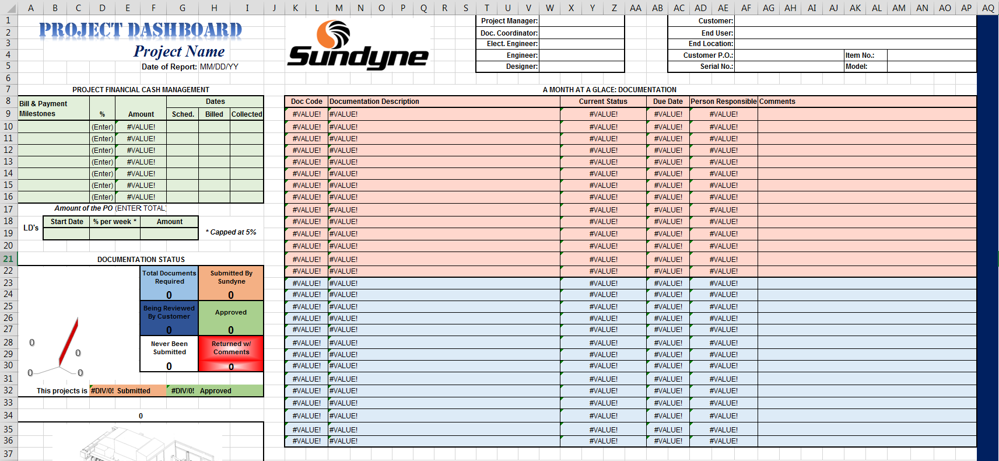 A B C D E F G H I J K L M N O P Q R S T U V W X Y Z AA AB AC AD AE AF AG AH AI AJ AK AL AM AN AO AP AQ
1 PROJECT DASHBOARD Sundyne Project Manager: Customer:
2 Doc. Coordinator: End User:
3 Project Name Elect. Engineer: End Location:
4 Engineer: Customer P.O.: Item No.:
5 Date of Report: MM/DD/YY Designer: Serial No.: Model:
6
7 PROJECT FINANCIAL CASH MANAGEMENT A MONTH AT A GLACE: DOCUMENTATION
8 Bill & Payment Dates Doc Code Documentation Description Current Status Due Date Person Responsible Comments
9 Milestones % Amount Sched. Billed Collected #VALUE! #VALUE! #VALUE! #VALUE! #VALUE!
10 (Enter) #VALUE! #VALUE! #VALUE! #VALUE! #VALUE! #VALUE!
11 (Enter) #VALUE! #VALUE! #VALUE! #VALUE! #VALUE! #VALUE!
12 (Enter) #VALUE! #VALUE! #VALUE! #VALUE! #VALUE! #VALUE!
13 (Enter) #VALUE! #VALUE! #VALUE! #VALUE! #VALUE! #VALUE!
14 (Enter) #VALUE! #VALUE! #VALUE! #VALUE! #VALUE! #VALUE!
15 (Enter) #VALUE! #VALUE! #VALUE! #VALUE! #VALUE! #VALUE!
16 (Enter) #VALUE! #VALUE! #VALUE! #VALUE! #VALUE! #VALUE!
17 Amount of the PO (ENTER TOTAL) #VALUE! #VALUE! #VALUE! #VALUE! #VALUE!
18 Start Date % per week * Amount #VALUE! #VALUE! #VALUE! #VALUE! #VALUE!
19 LD's * Capped at 5% #VALUE! #VALUE! #VALUE! #VALUE! #VALUE!
20 #VALUE! #VALUE! #VALUE! #VALUE! #VALUE!
21 DOCUMENTATION STATUS #VALUE! #VALUE! #VALUE! #VALUE! #VALUE!
22 Total Documents Submitted By #VALUE! #VALUE! #VALUE! #VALUE! #VALUE!
23 Required Sundyne #VALUE! #VALUE! #VALUE! #VALUE! #VALUE!
24 0 0 #VALUE! #VALUE! #VALUE! #VALUE! #VALUE!
25 Being Reviewed Approved #VALUE! #VALUE! #VALUE! #VALUE! #VALUE!
26 By Customer #VALUE! #VALUE! #VALUE! #VALUE! #VALUE!
27 0 0 #VALUE! #VALUE! #VALUE! #VALUE! #VALUE!
28 0 Never Been Returned w/ #VALUE! #VALUE! #VALUE! #VALUE! #VALUE!
29 0 Submitted Comments #VALUE! #VALUE! #VALUE! #VALUE! #VALUE!
30 0 0 0 0 #VALUE! #VALUE! #VALUE! #VALUE! #VALUE!
31 #VALUE! #VALUE! #VALUE! #VALUE! #VALUE!
32 This projects is #DIV/0! Submitted #DIV/0! Approved #VALUE! #VALUE! #VALUE! #VALUE! #VALUE!
33 #VALUE! #VALUE! #VALUE! #VALUE! #VALUE!
34 0 #VALUE! #VALUE! #VALUE! #VALUE! #VALUE!
35 #VALUE! #VALUE! #VALUE! #VALUE! #VALUE!
36 #VALUE! #VALUE! #VALUE! #VALUE! #VALUE!
37